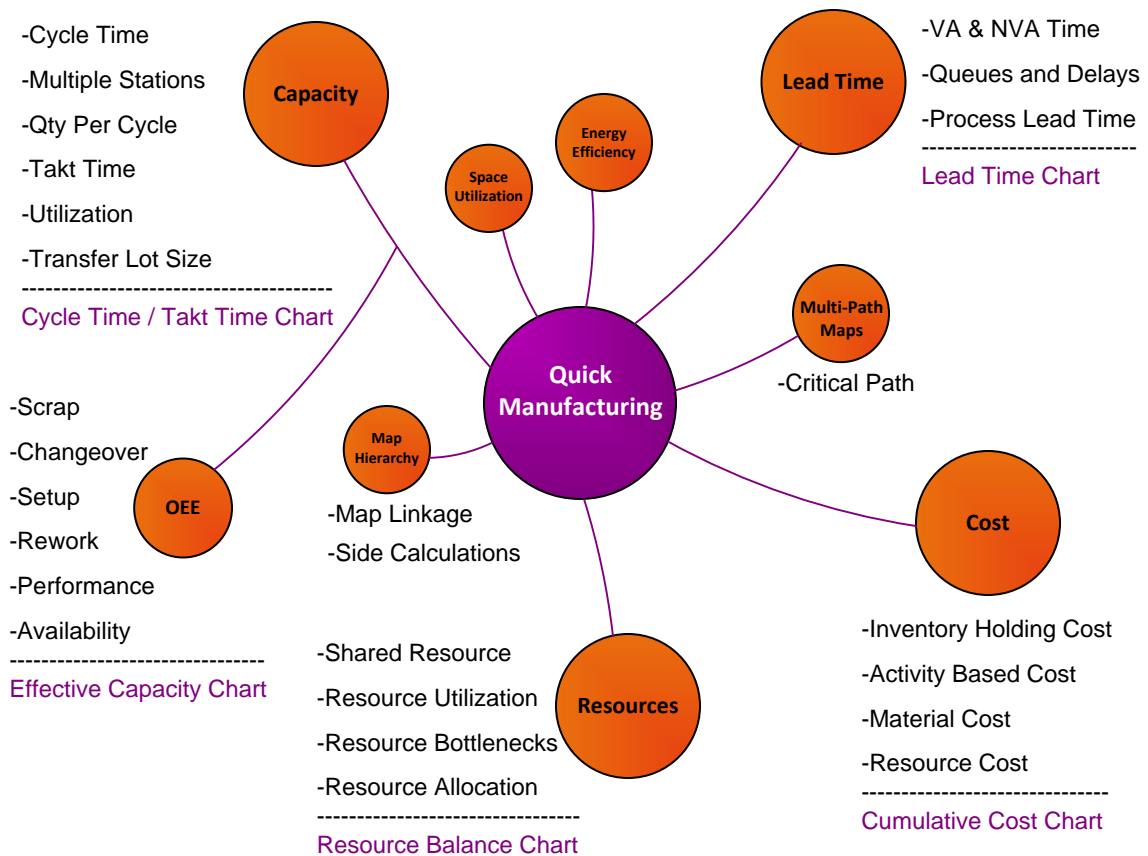 -Cycle Time
-Multiple Stations
-Qty Per Cycle
-Takt Time
-Utilization
-Transfer Lot Size
----------------------------------------
Cycle Time / Takt Time Chart
Capacity
Space
Utilization
Energy
Efficiency
Lead Time
-VA & NVA Time
-Queues and Delays
-Process Lead Time
---------------------------
Lead Time Chart
Multi-Path
Maps
-Critical Path
Quick
Manufacturing
Map
Hierarchy
-Map Linkage
-Side Calculations
-Scrap
-Changeover
-Setup
-Rework
-Performance
-Availability
--------------------------------
Effective Capacity Chart
OEE
-Shared Resource
-Resource Utilization
-Resource Bottlenecks
-Resource Allocation
---------------------------------
Resource Balance Chart
Resources
Cost
-Inventory Holding Cost
-Activity Based Cost
-Material Cost
-Resource Cost
-------------------------------
Cumulative Cost Chart